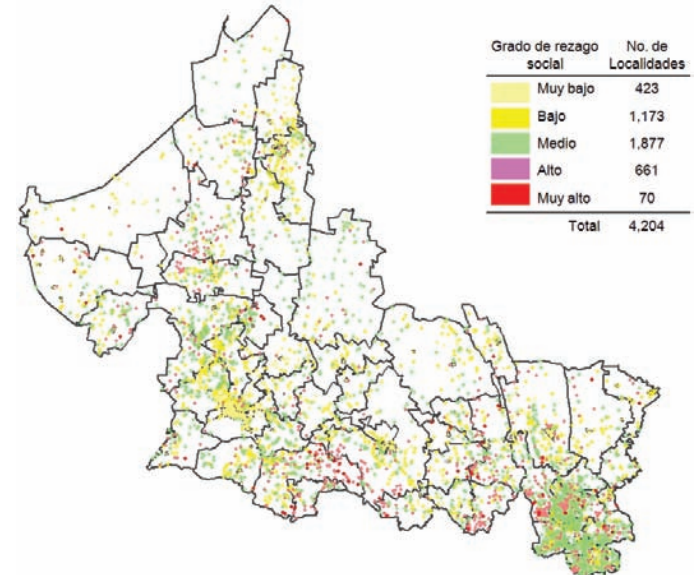 Grado de rezago social No. de Localidades
Muy bajo 423
Bajo 1,173
Medio 1,877
Alto 661
Muy alto 70
Total 4,204